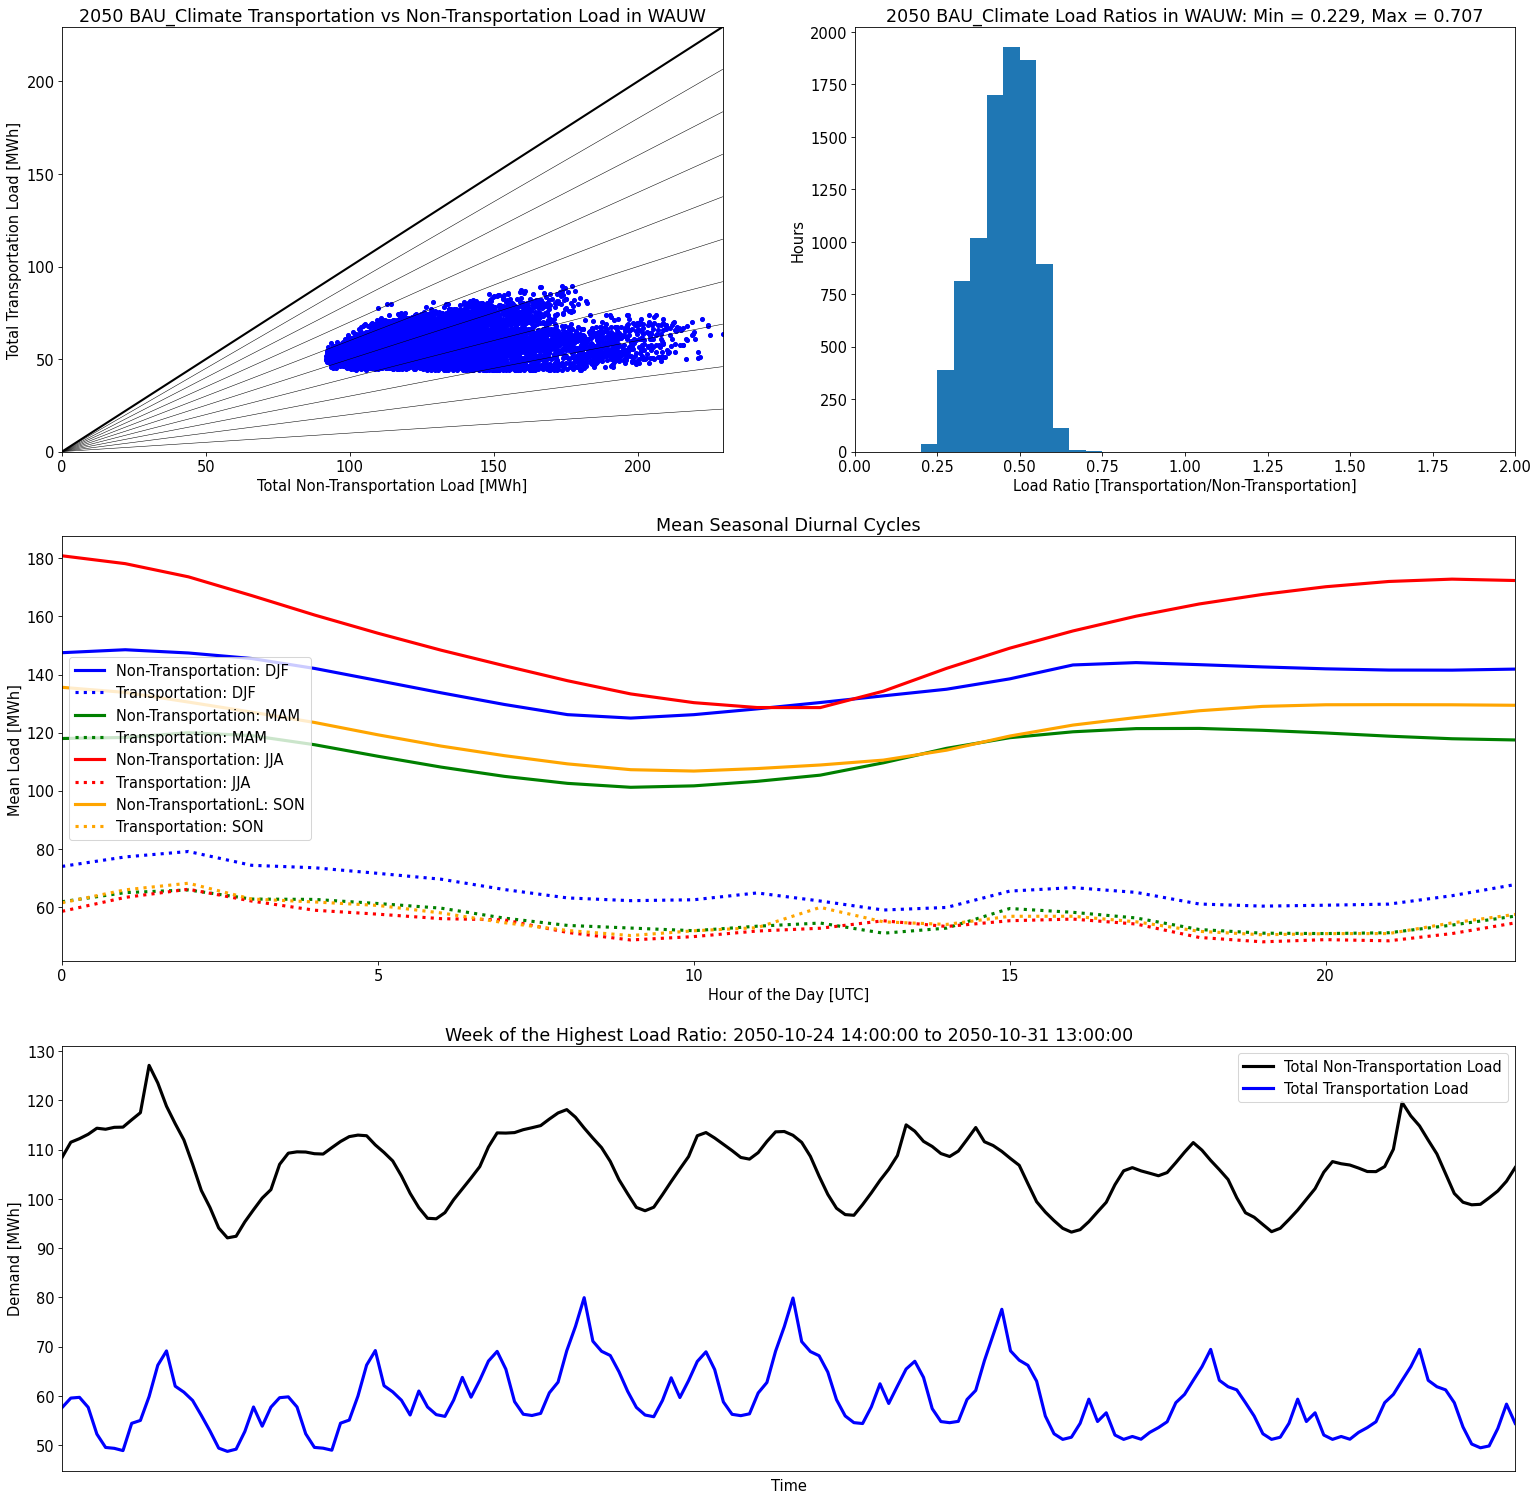 2050 BAU_Climate Transportation vs Non-Transportation Load in WAUW
Total Transportation Load [MWh]
200
150
100
50
0
0 50 100 150 200
Total Non-Transportation Load [MWh]
2050 BAU_Climate Load Ratios in WAUW: Min = 0.229, Max = 0.707
Hours
2000
1750
1500
1250
1000
750
500
250
0
0.00 0.25 0.50 0.75 1.00 1.25 1.50 1.75 2.00
Load Ratio [Transportation/Non-Transportation]
Mean Seasonal Diurnal Cycles
Mean Load [MWh]
180
160
140
120
100
80
60
Non-Transportation: DJF
Transportation: DJF
Non-Transportation: MAM
Transportation: MAM
Non-Transportation: JJA
Transportation: JJA
Non-TransportationL: SON
Transportation: SON
0 5 10 15 20
Hour of the Day [UTC]
Week of the Highest Load Ratio: 2050-10-24 14:00:00 to 2050-10-31 13:00:00
Demand [MWh]
130
120
110
100
90
80
70
60
50
Total Non-Transportation Load
Total Transportation Load
Time